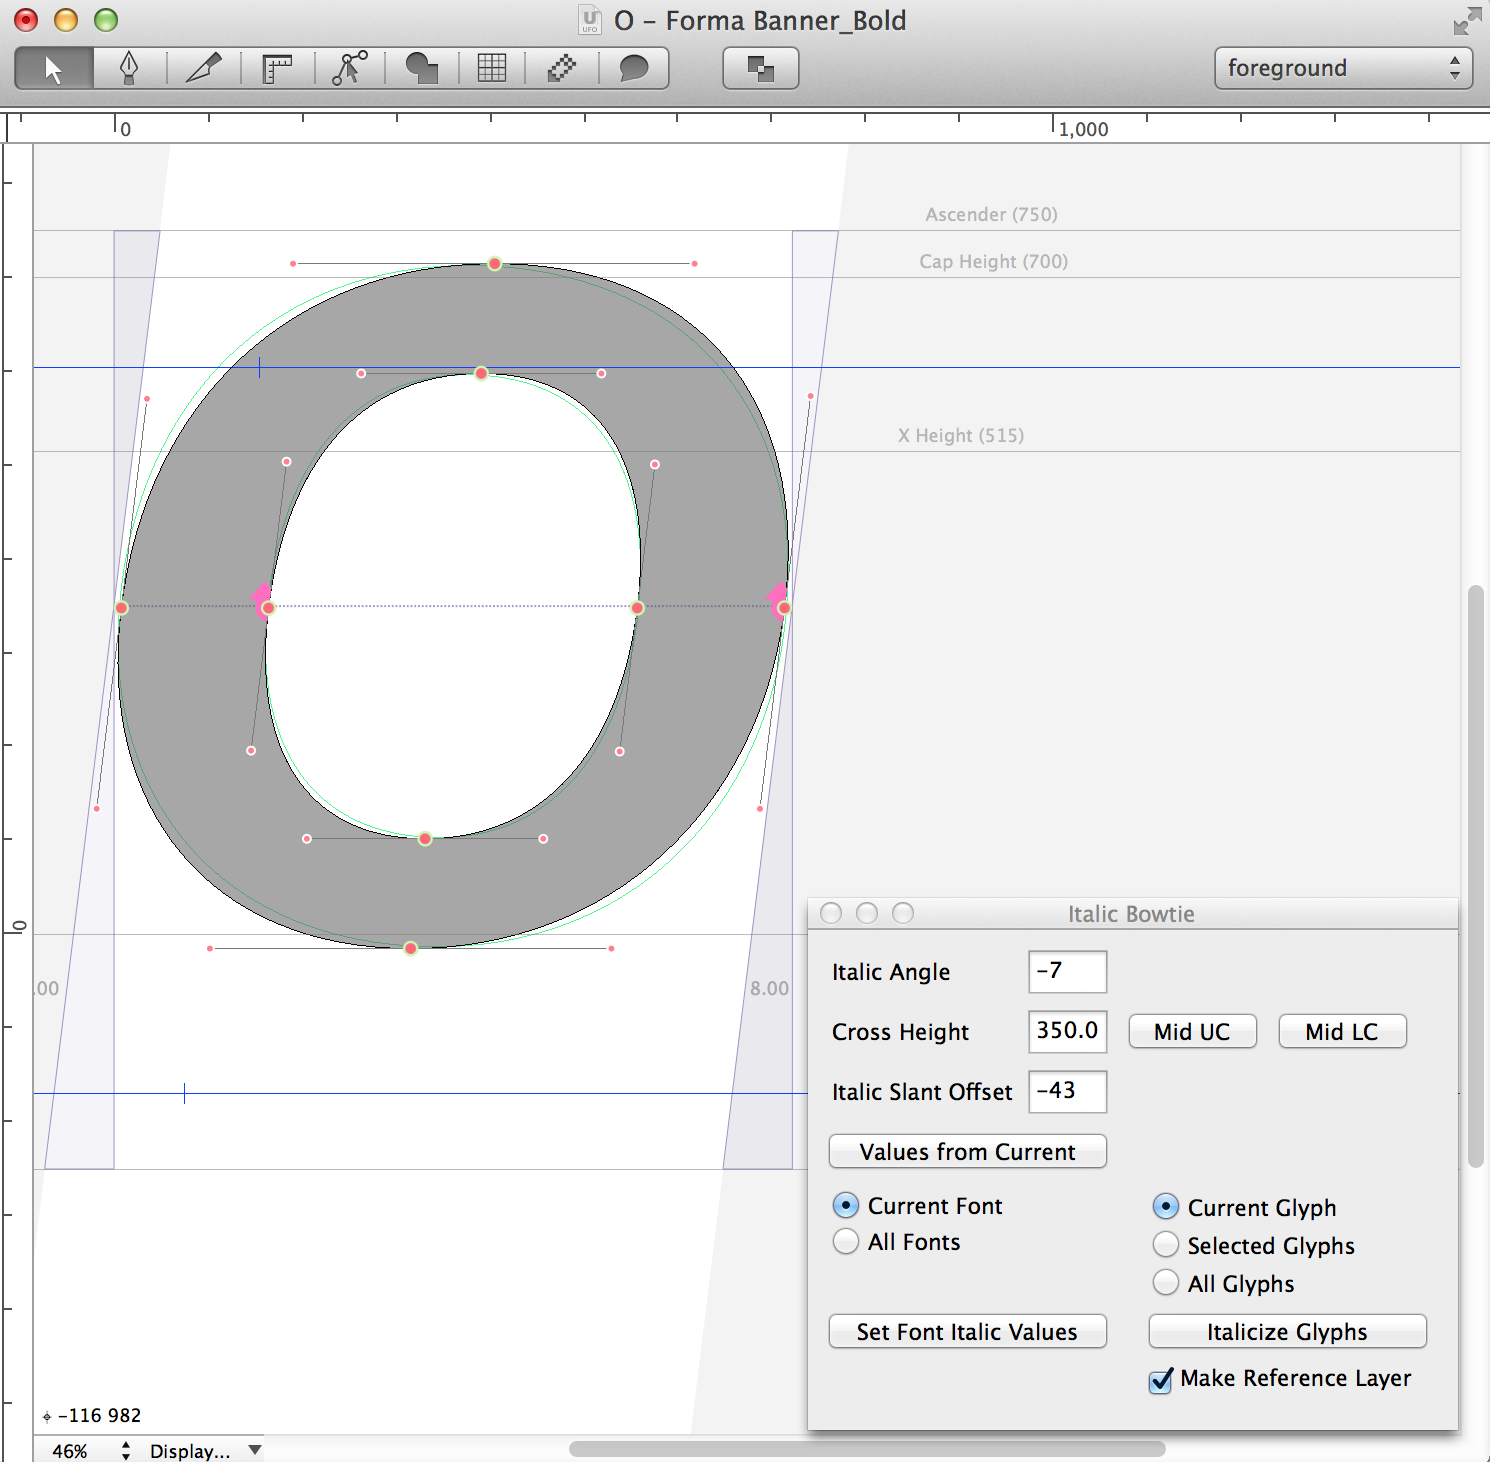 O – Forma Banner_Bold
UFO
foreground
0
1,000
Ascender (750)
Cap Height (700)
X Height (515)
0
.00
8.00
Italic Bowtie
Italic Angle
-7
Cross Height
350.0
Mid UC
Mid LC
Italic Slant Offset
-43
Values from Current
Current Font
Current Glyph
All Fonts
Selected Glyphs
All Glyphs
Set Font Italic Values
Italicize Glyphs
Make Reference Layer
-116 982
46%
Display...